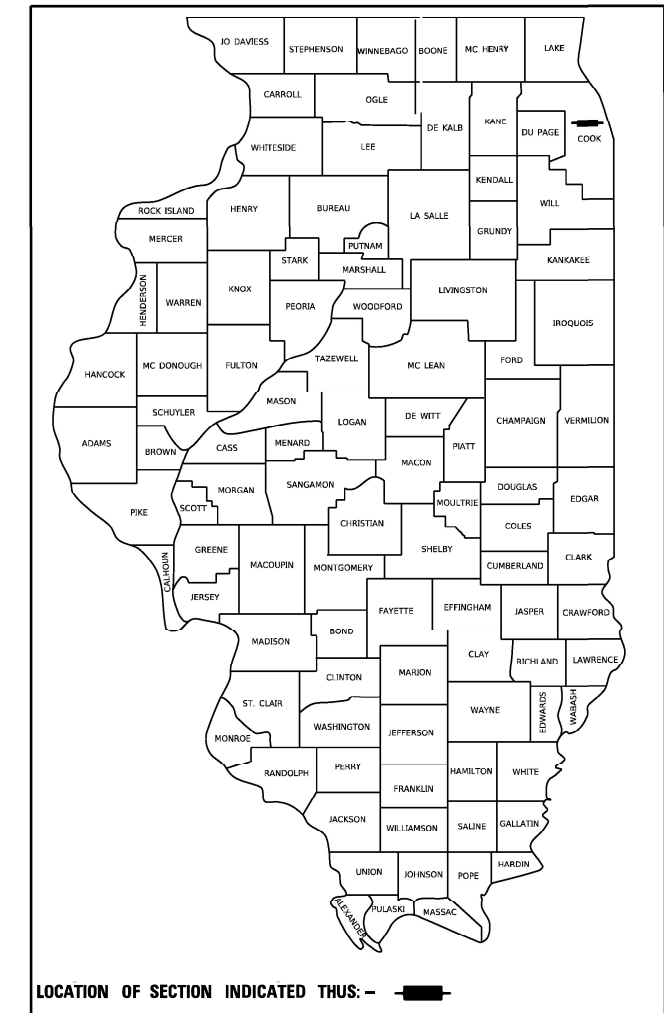 JO DAVIESS
STEPHENSON
WINNEBAGO
BOONE
MC HENRY
LAKE
CARROLL
OGLE
DE KALB
KANE
DU PAGE
COOK
WHITESIDE
LEE
KENDALL
WILL
ROCK ISLAND
HENRY
BUREAU
LA SALLE
GRUNDY
MERCER
PUTNAM
STARK
MARSHALL
KANKAKEE
HENDERSON
WARREN
KNOX
PEORIA
WOODFORD
LIVINGSTON
IROQUOIS
HANCOCK
MC DONOUGH
FULTON
TAZEWELL
MC LEAN
FORD
MASON
SCHUYLER
LOGAN
DE WITT
CHAMPAIGN
VERMILION
ADAMS
BROWN
CASS
MENARD
PIATT
MACON
SANGAMON
MORGAN
DOUGLAS
EDGAR
PIKE
SCOTT
MOULTRIE
CHRISTIAN
COLES
GREENE
SHELBY
CLARK
CALHOUN
MACOUPIN
MONTGOMERY
CUMBERLAND
JERSEY
FAYETTE
EFFINGHAM
JASPER
CRAWFORD
MADISON
BOND
CLAY
RICHLAND
LAWRENCE
CLINTON
MARION
ST. CLAIR
WAYNE
EDWARDS
WABASH
WASHINGTON
JEFFERSON
MONROE
RANDOLPH
PERRY
HAMILTON
WHITE
FRANKLIN
JACKSON
WILLIAMSON
SALINE
GALLATIN
UNION
JOHNSON
POPE
HARDIN
ALEXANDER
PULASKI
MASSAC
LOCATION OF SECTION INDICATED THUS: –